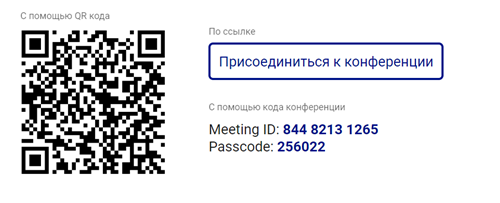 С помощью QR кода
По ссылке
Присоединиться к конференции
С помощью кода конференции
Meeting ID: 844 8213 1265
Passcode: 256022